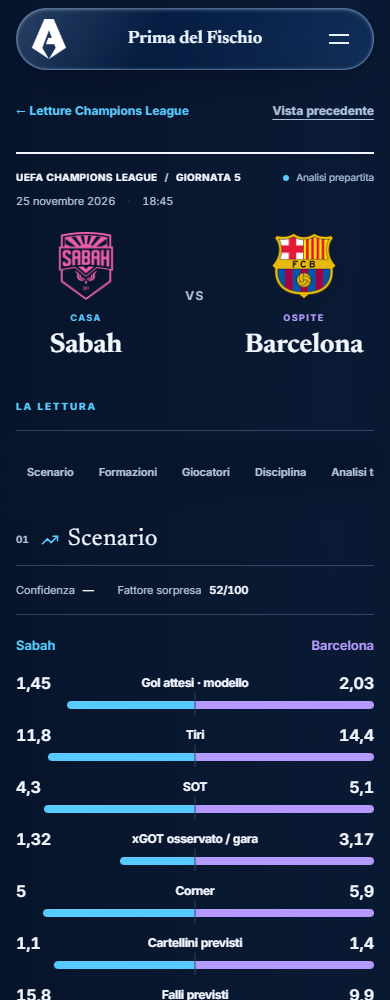 Prima del Fischio
← Letture Champions League
Vista precedente
UEFA CHAMPIONS LEAGUE / GIORNATA 5
Analisi prepartita
25 novembre 2026 · 18:45
SABAH
FCB
VS
CASA
OSPITE
Sabah
Barcelona
LA LETTURA
Scenario Formazioni Giocatori Disciplina Analisi t
01 Scenario
Confidenza — Fattore sorpresa 52/100
Sabah Barcelona
1,45 Gol attesi · modello 2,03
11,8 Tiri 14,4
4,3 SOT 5,1
1,32 xGOT osservato / gara 3,17
5 Corner 5,9
1,1 Cartellini previsti 1,4
15,8 Falli previsti 9,9